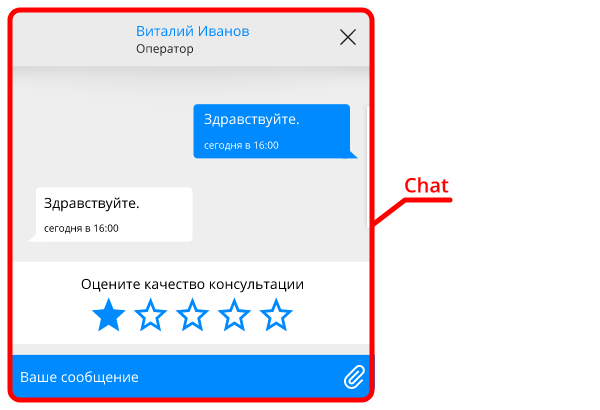 Виталий Иванов
Оператор
Здравствуйте.
сегодня в 16:00
Chat
Здравствуйте.
сегодня в 16:00
Оцените качество консультации
Ваше сообщение